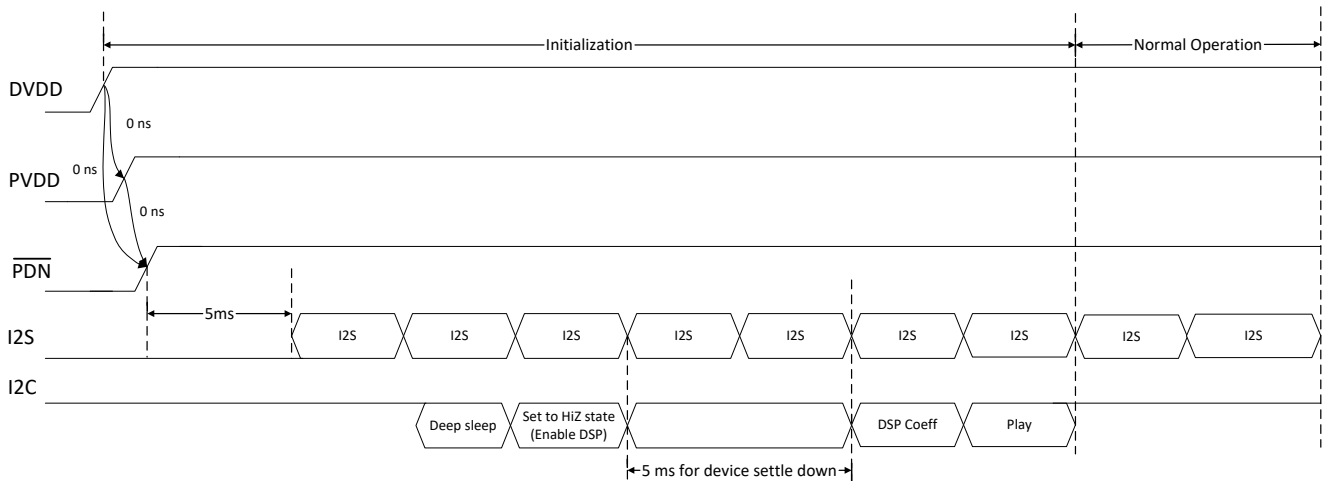 Initialization
Normal Operation
DVDD
0 ns
0 ns
PVDD
0 ns
PDN
5ms
I2S
I2S
I2S
I2S
I2S
I2S
I2S
I2S
I2S
I2S
I2C
Deep sleep
Set to HiZ state
(Enable DSP)
DSP Coeff
Play
5 ms for device settle down